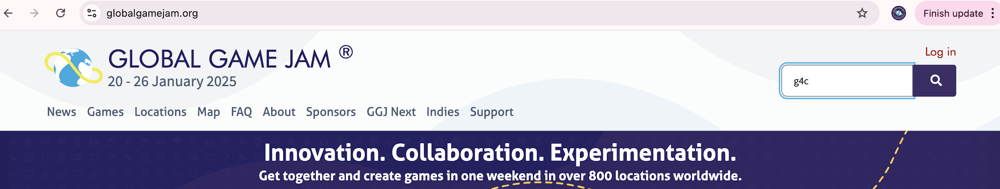 globalgamejam.org
Finish update
GLOBAL GAME JAM ®
20 - 26 January 2025
Log in
g4c
News Games Locations Map FAQ About Sponsors GGJ Next Indies Support
Innovation. Collaboration. Experimentation.
Get together and create games in one weekend in over 800 locations worldwide.